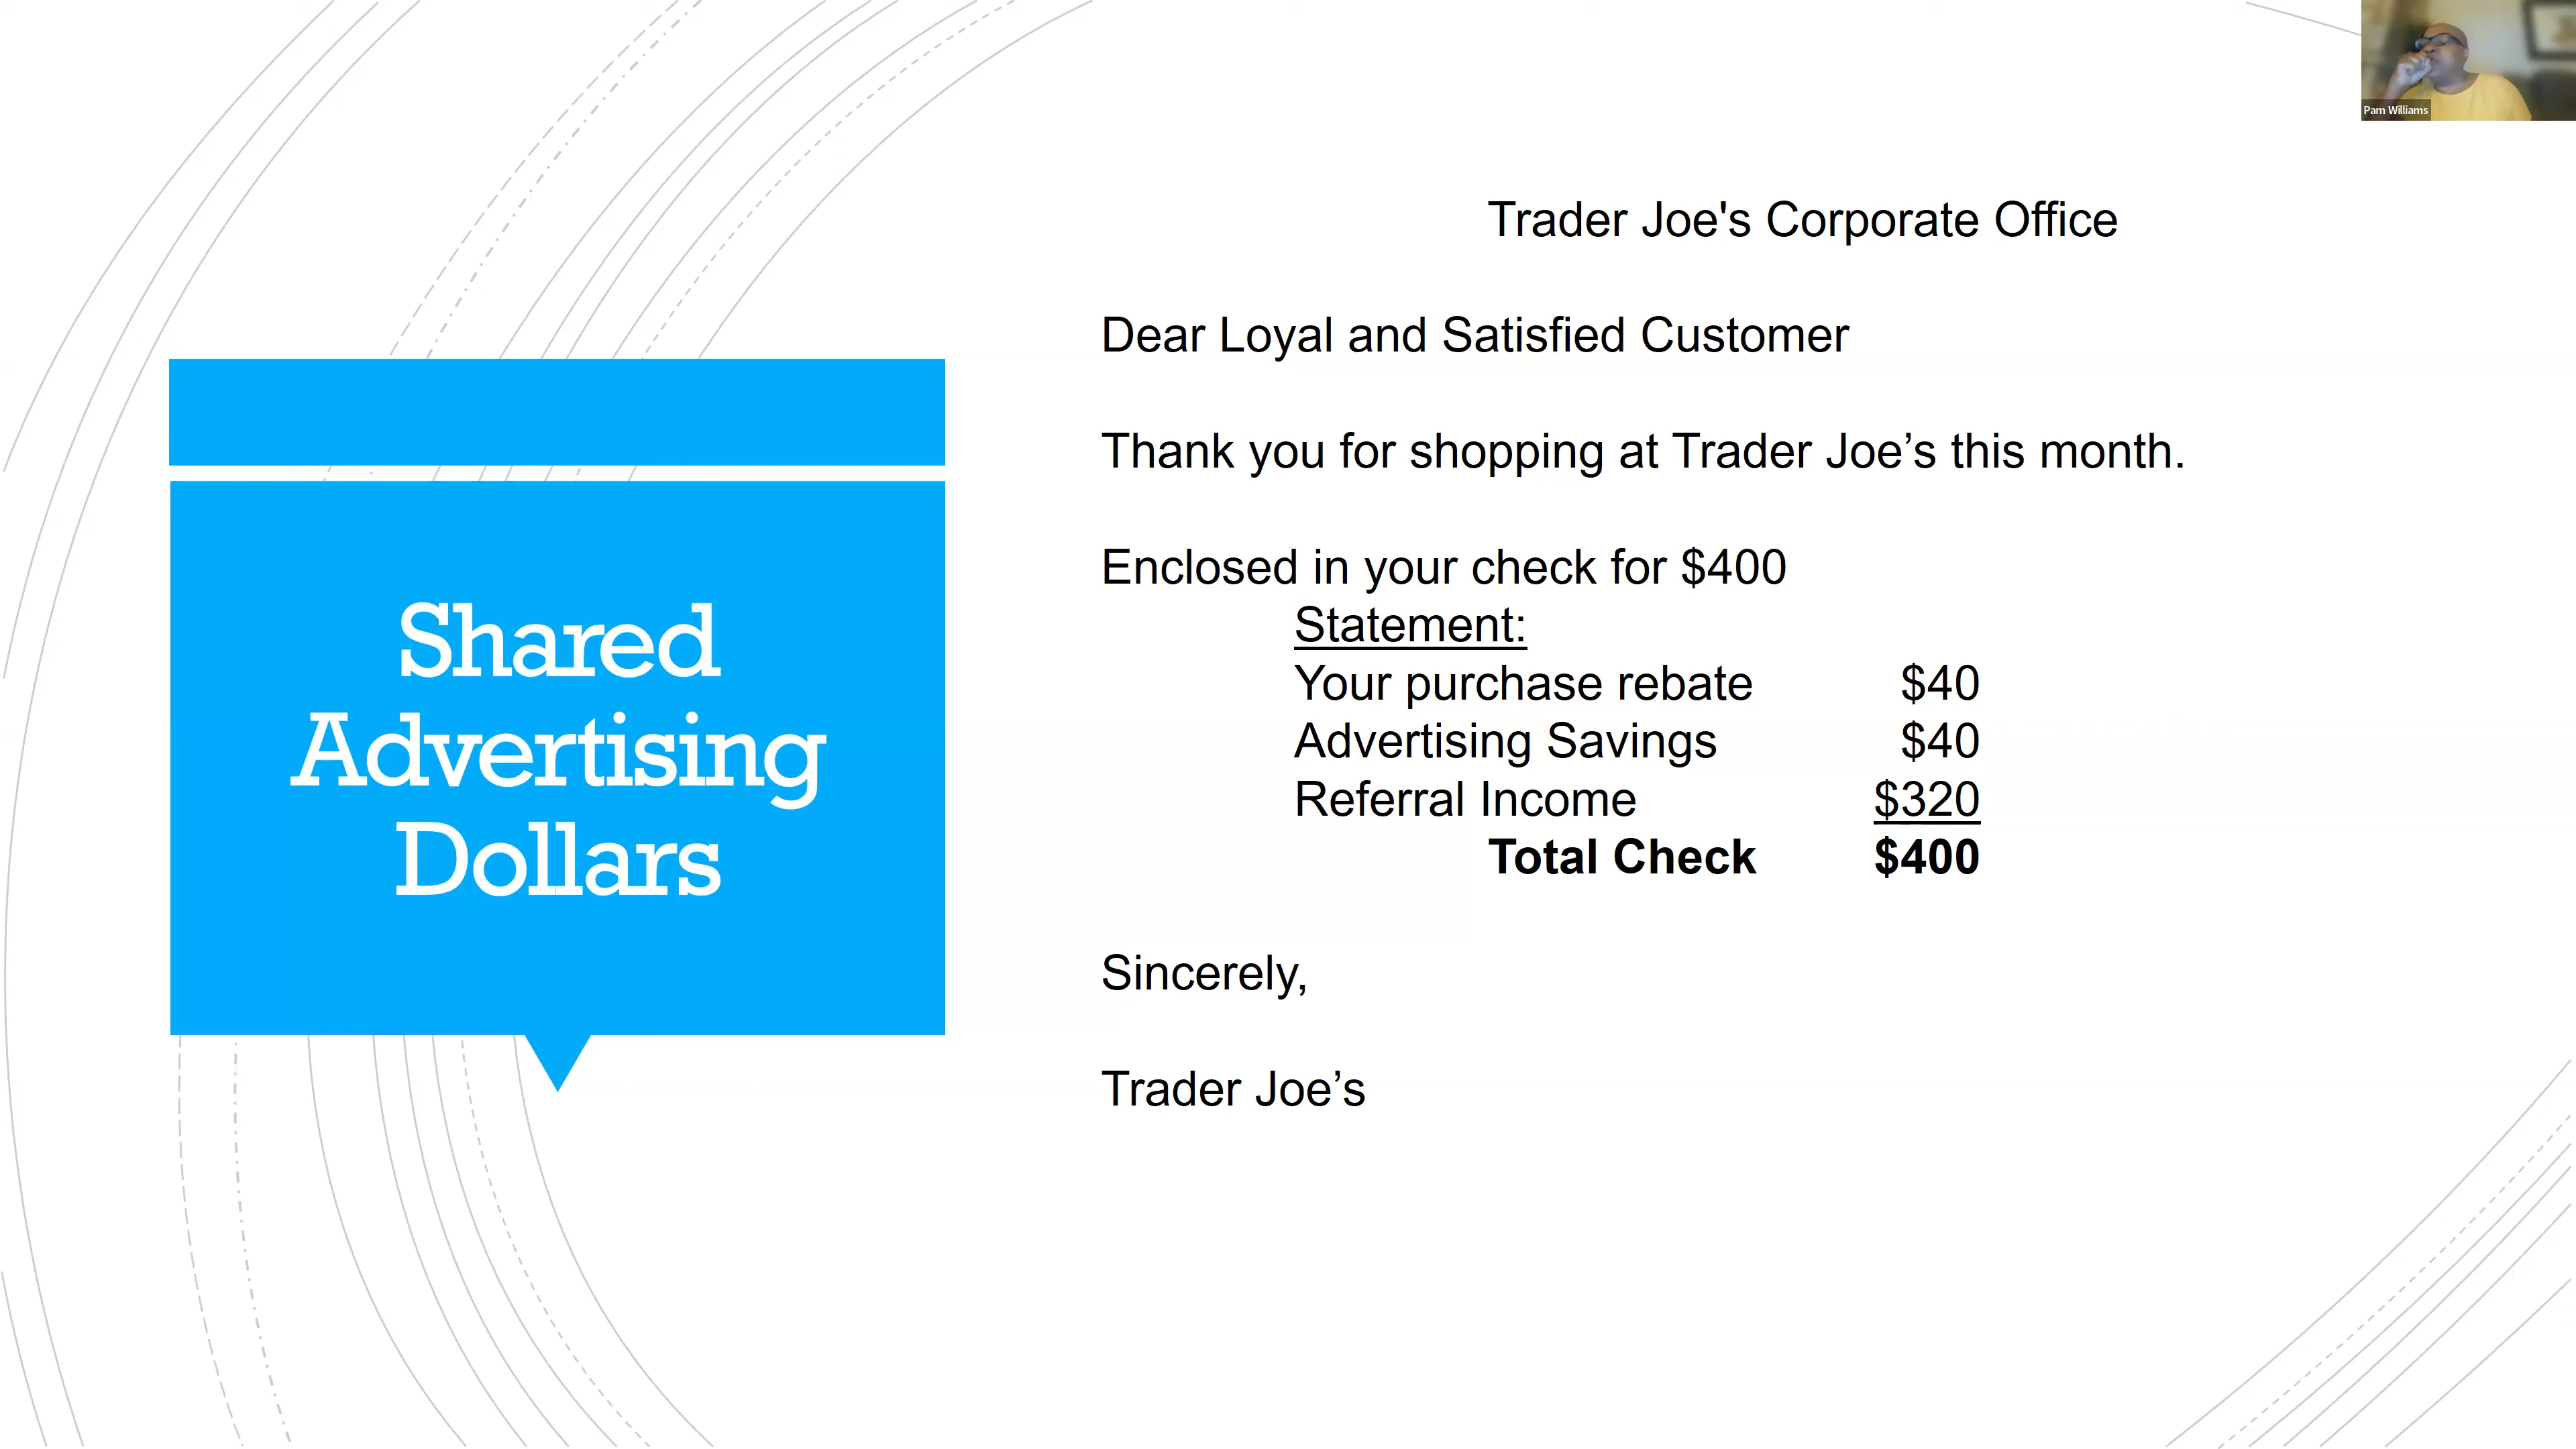 Pam Williams
Shared
Advertising
Dollars
Trader Joe's Corporate Office
Dear Loyal and Satisfied Customer
Thank you for shopping at Trader Joe’s this month.
Enclosed in your check for $400
Statement:
Your purchase rebate $40
Advertising Savings $40
Referral Income $320
Total Check $400
Sincerely,
Trader Joe’s